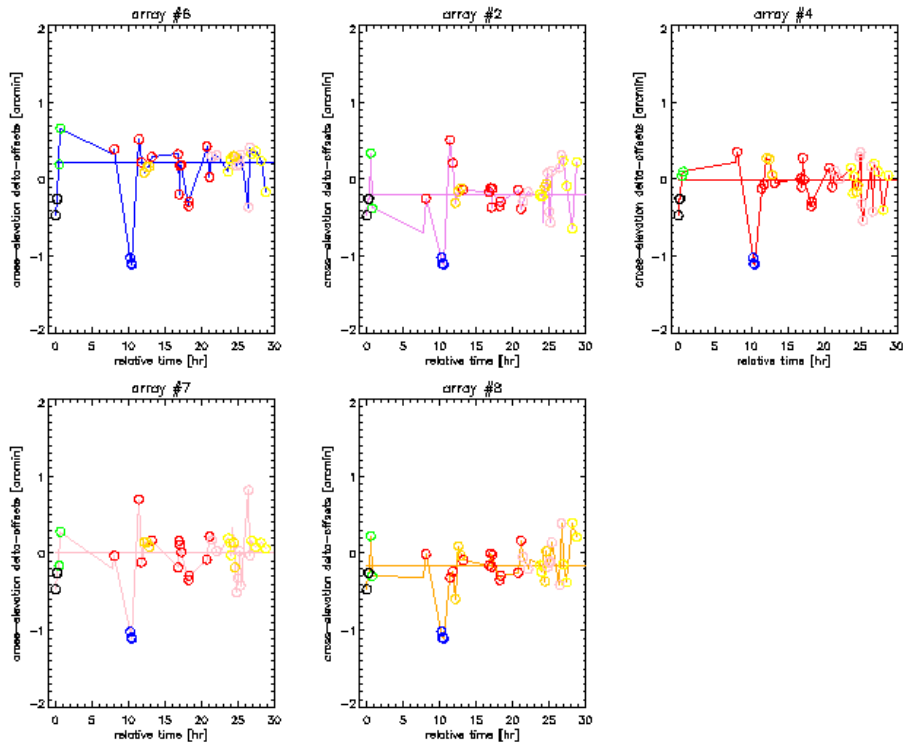 array #6
array #2
array #4
cross-elevation delta-offsets [arcmin]
2
1
0
-1
-2
0 5 10 15 20 25 30
relative time [hr]
cross-elevation delta-offsets [arcmin]
2
1
0
-1
-2
0 5 10 15 20 25 30
relative time [hr]
cross-elevation delta-offsets [arcmin]
2
1
0
-1
-2
0 5 10 15 20 25 30
relative time [hr]
array #7
array #8
cross-elevation delta-offsets [arcmin]
2
1
0
-1
-2
0 5 10 15 20 25 30
relative time [hr]
cross-elevation delta-offsets [arcmin]
2
1
0
-1
-2
0 5 10 15 20 25 30
relative time [hr]